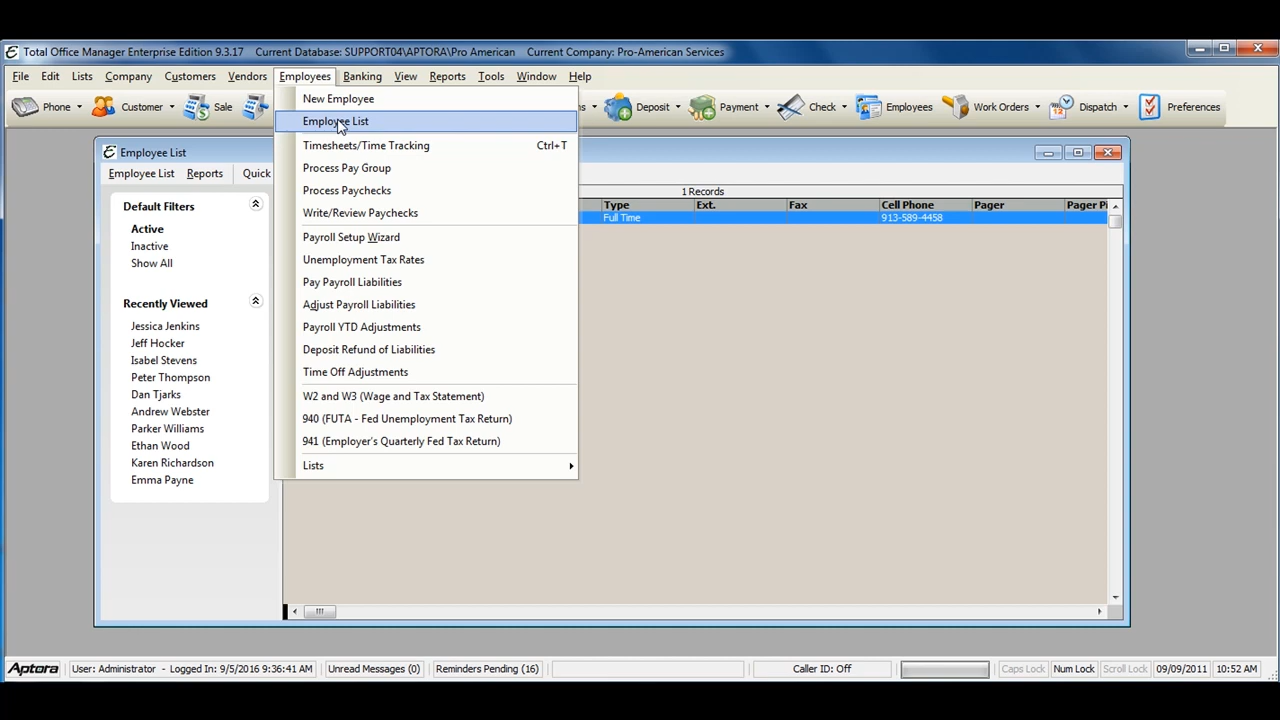 Total Office Manager Enterprise Edition 9.3.17 Current Database: SUPPORT04\APTORA\Pro American Current Company: Pro-American Services
File Edit Lists Company Customers Vendors Employees Banking View Reports Tools Window Help
Phone Customer Sale Deposit Payment Check Employees Work Orders Dispatch Preferences
New Employee
Employee List
Timesheets/Time Tracking Ctrl+T
Process Pay Group
Process Paychecks
Write/Review Paychecks
Payroll Setup Wizard
Unemployment Tax Rates
Pay Payroll Liabilities
Adjust Payroll Liabilities
Payroll YTD Adjustments
Deposit Refund of Liabilities
Time Off Adjustments
W2 and W3 (Wage and Tax Statement)
940 (FUTA - Fed Unemployment Tax Return)
941 (Employer's Quarterly Fed Tax Return)
Lists
Employee List
Employee List Reports Quick
1 Records
Type Ext. Fax Cell Phone Pager Pager Pi
Full Time 913-589-4458
Default Filters
Active
Inactive
Show All
Recently Viewed
Jessica Jenkins
Jeff Hocker
Isabel Stevens
Peter Thompson
Dan Tjarks
Andrew Webster
Parker Williams
Ethan Wood
Karen Richardson
Emma Payne
Aptora User: Administrator - Logged In: 9/5/2016 9:36:41 AM Unread Messages (0) Reminders Pending (16) Caller ID: Off Caps Lock Num Lock Scroll Lock 09/09/2011 10:52 AM